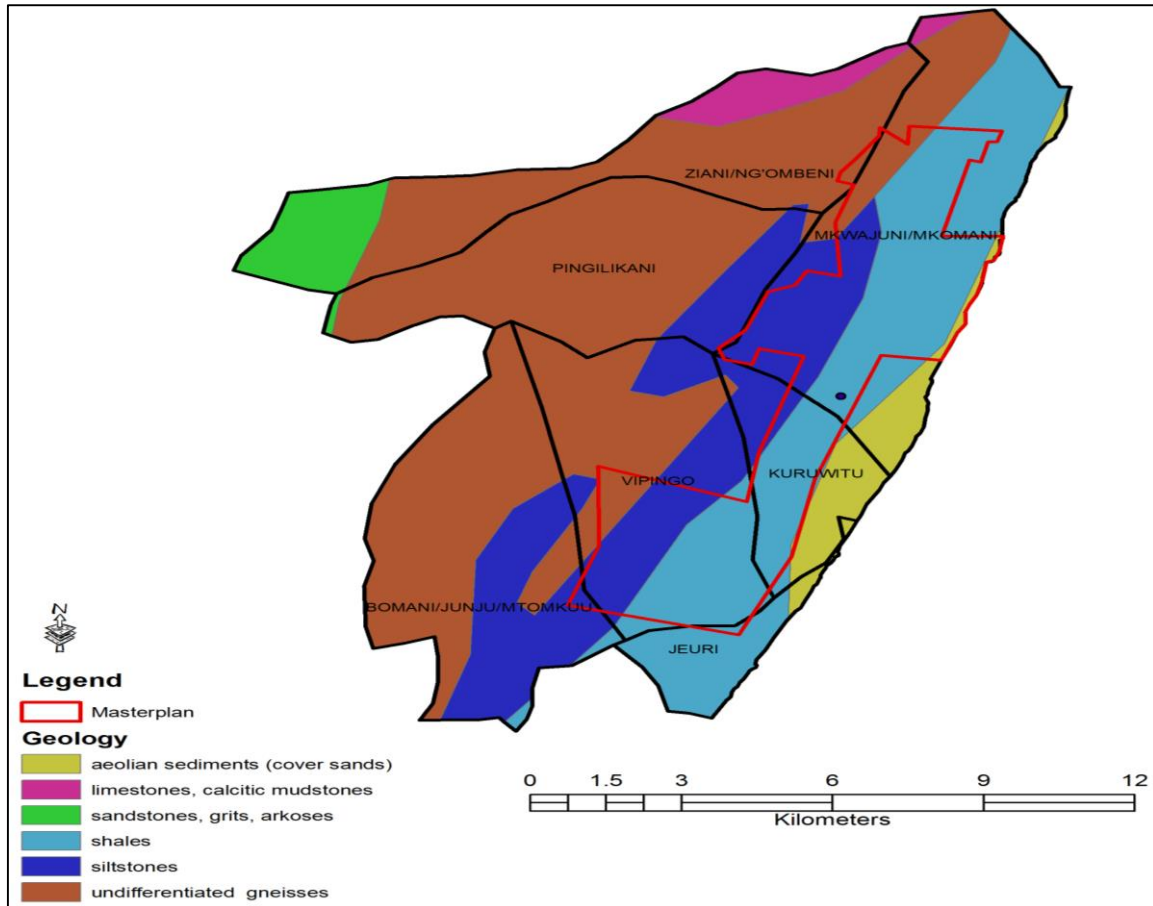 ZIANI/NG'OMBENI
MKWAJUNI/MKOMANI
PINGILIKANI
KURUWITU
VIPINGO
BOMANI/JUNJU/MTOMKUU
JEURI
N
Legend
Masterplan
Geology
aeolian sediments (cover sands)
limestones, calcitic mudstones
sandstones, grits, arkoses
shales
siltstones
undifferentiated gneisses
0 1.5 3 6 9 12
Kilometers